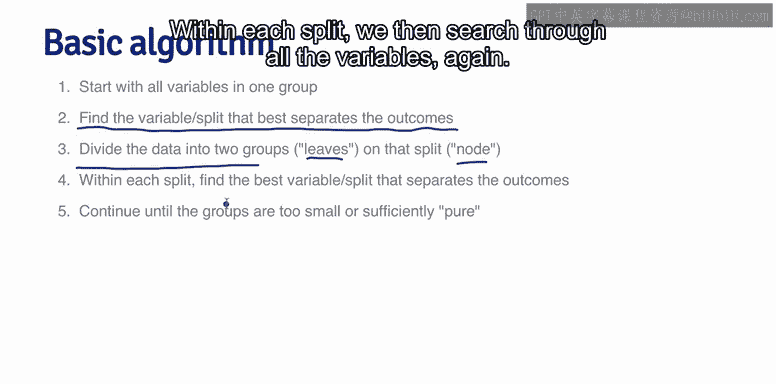 Basic algorithm
Within each split, we then search through
all the variables, again.
1. Start with all variables in one group
2. Find the variable/split that best separates the outcomes
3. Divide the data into two groups ("leaves") on that split ("node")
4. Within each split, find the best variable/split that separates the outcomes
5. Continue until the groups are too small or sufficiently "pure"